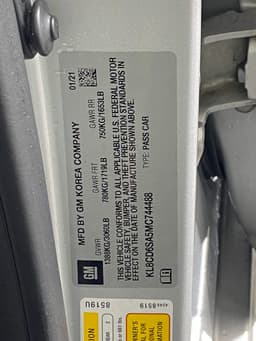 MFD BY GM KOREA COMPANY
01/21
GVWR
1388KG/3060LB
GAWR FRT
780KG/1719LB
GAWR RR
750KG/1653LB
THIS VEHICLE CONFORMS TO ALL APPLICABLE U.S. FEDERAL MOTOR
VEHICLE SAFETY, BUMPER, AND THEFT PREVENTION STANDARDS IN
EFFECT ON THE DATE OF MANUFACTURE SHOWN ABOVE.
KL8CD6SA5MC744488
TYPE: PASS CAR
GM
8519U
8519